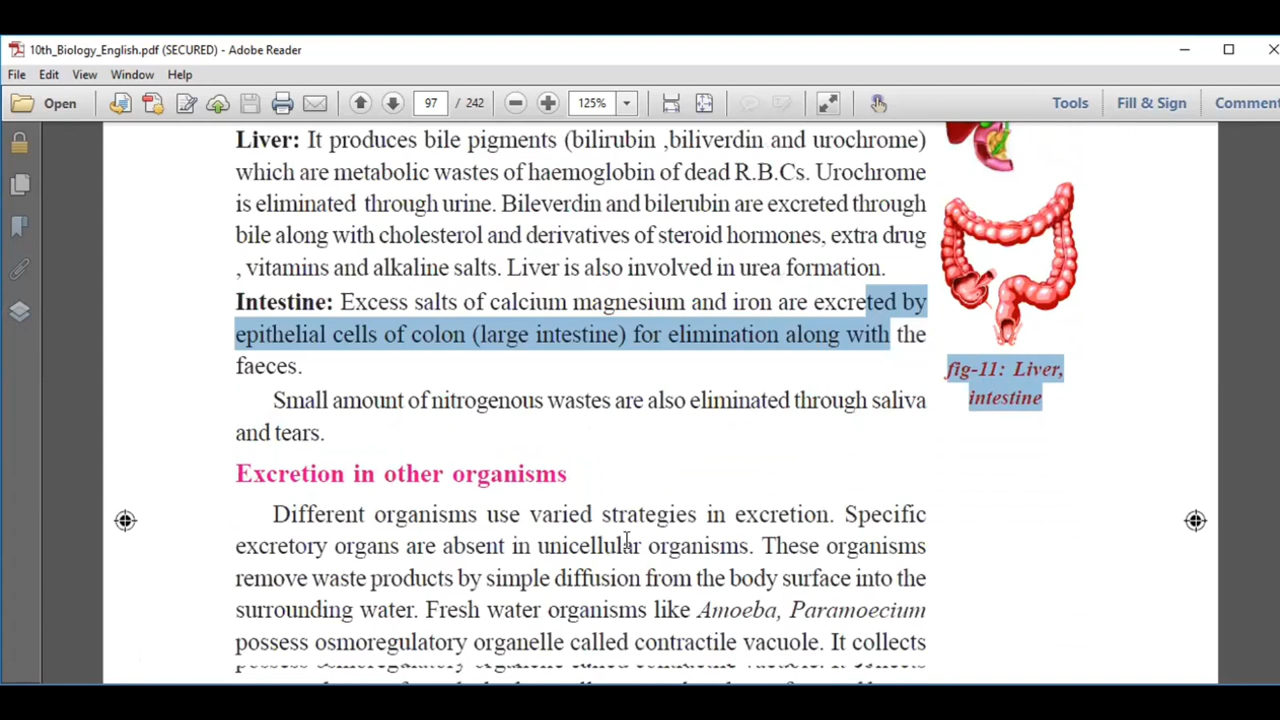 10th_Biology_English.pdf (SECURED) - Adobe Reader
File Edit View Window Help
Open 97 / 242 125% Tools Fill & Sign Comment
Liver: It produces bile pigments (bilirubin ,biliverdin and urochrome)
which are metabolic wastes of haemoglobin of dead R.B.Cs. Urochrome
is eliminated through urine. Bileverdin and bilerubin are excreted through
bile along with cholesterol and derivatives of steroid hormones, extra drug
, vitamins and alkaline salts. Liver is also involved in urea formation.
Intestine: Excess salts of calcium magnesium and iron are excreted by
epithelial cells of colon (large intestine) for elimination along with the
faeces.
fig-11: Liver,
intestine
Small amount of nitrogenous wastes are also eliminated through saliva
and tears.
Excretion in other organisms
Different organisms use varied strategies in excretion. Specific
excretory organs are absent in unicellular organisms. These organisms
remove waste products by simple diffusion from the body surface into the
surrounding water. Fresh water organisms like Amoeba, Paramoecium
possess osmoregulatory organelle called contractile vacuole. It collects